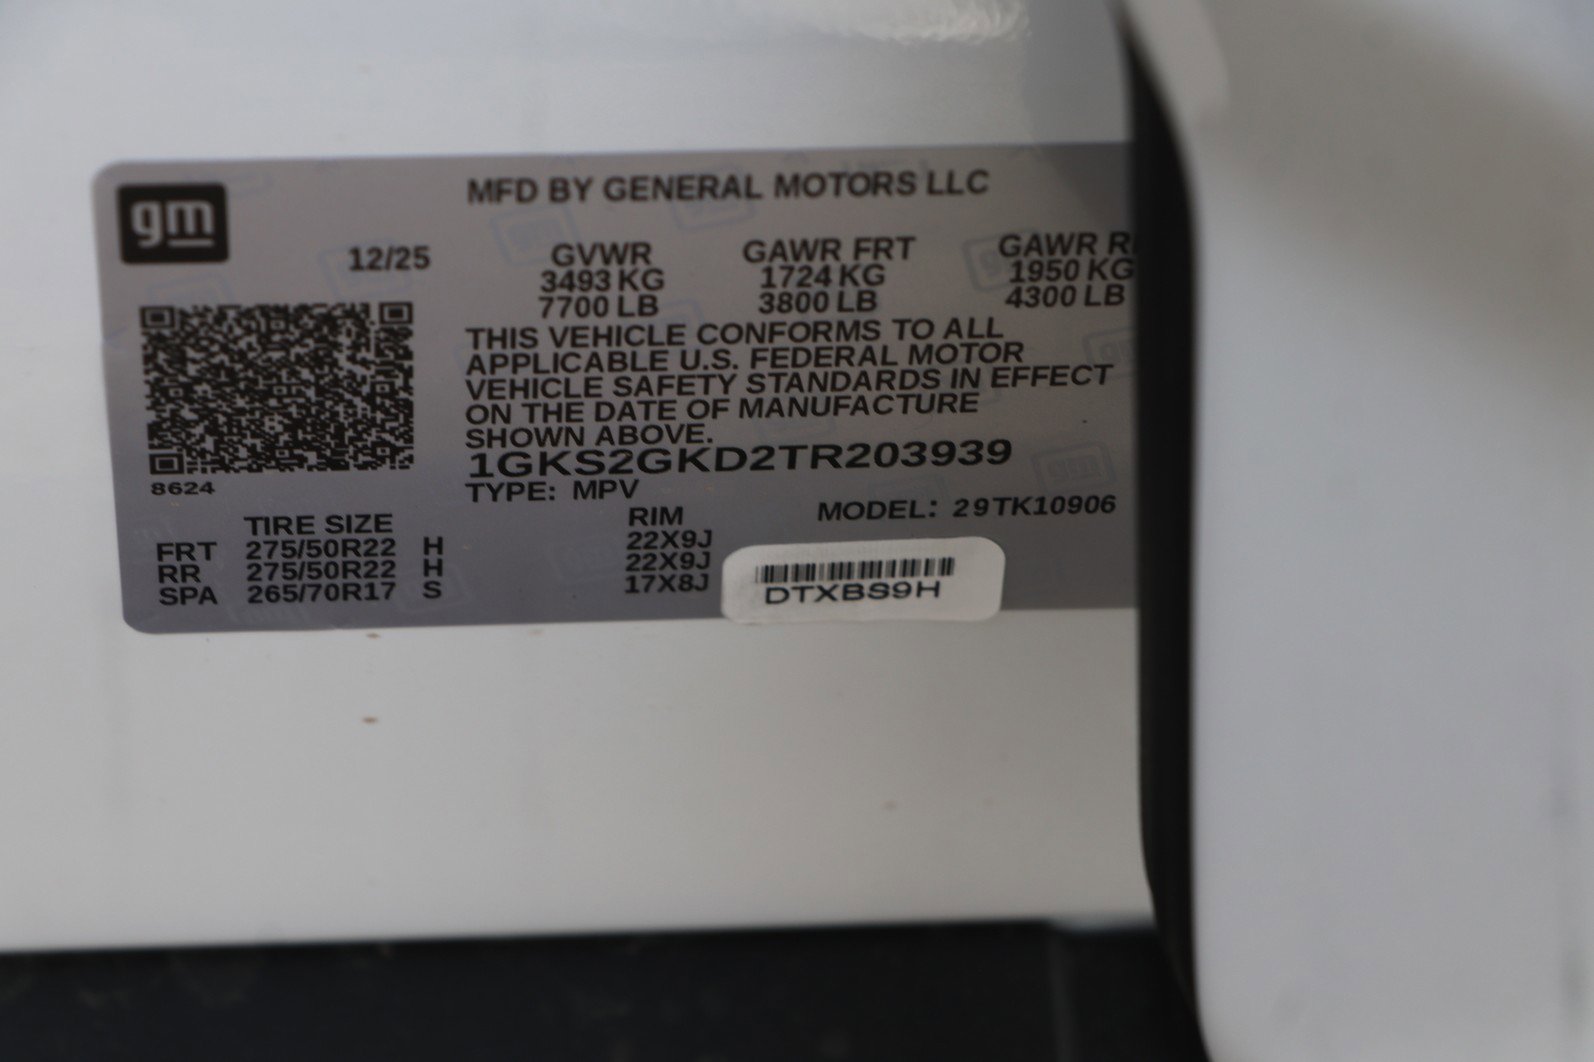 gm
MFD BY GENERAL MOTORS LLC
12/25 GVWR GAWR FRT GAWR
3493 KG 1724 KG 1950 KG
7700 LB 3800 LB 4300 LB
THIS VEHICLE CONFORMS TO ALL
APPLICABLE U.S. FEDERAL MOTOR
VEHICLE SAFETY STANDARDS IN EFFECT
ON THE DATE OF MANUFACTURE
SHOWN ABOVE.
1GKS2GKD2TR203939
8624
TYPE: MPV
MODEL: 29TK10906
TIRE SIZE RIM
FRT 275/50R22 H 22X9J
RR 275/50R22 H 22X9J
SPA 265/70R17 S 17X8J
DTXBS9H